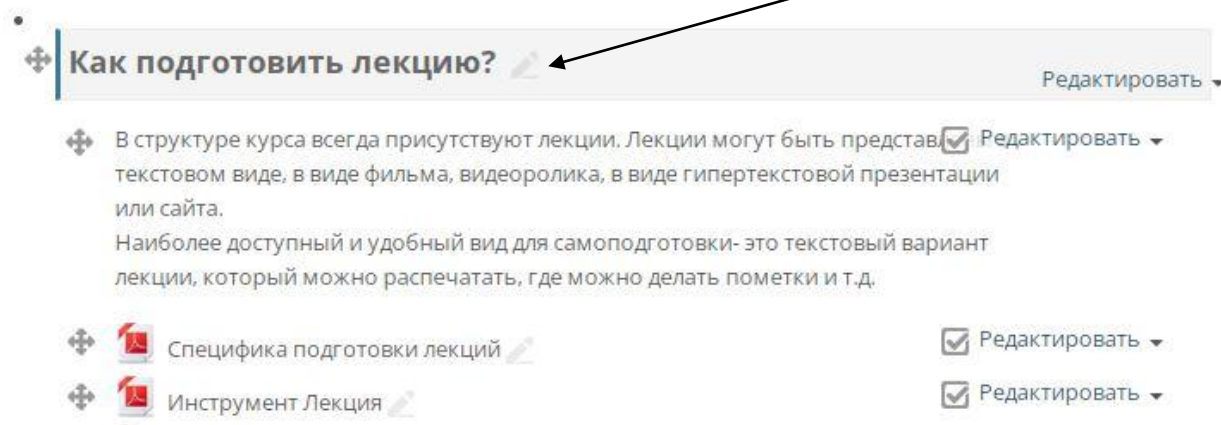 Как подготовить лекцию?
Редактировать
В структуре курса всегда присутствуют лекции. Лекции могут быть представл
Редактировать
текстовом виде, в виде фильма, видеоролика, в виде гипертекстовой презентации
или сайта.
Наиболее доступный и удобный вид для самоподготовки- это текстовый вариант
лекции, который можно распечатать, где можно делать пометки и т.д.
Специфика подготовки лекций
Редактировать
Инструмент Лекция
Редактировать